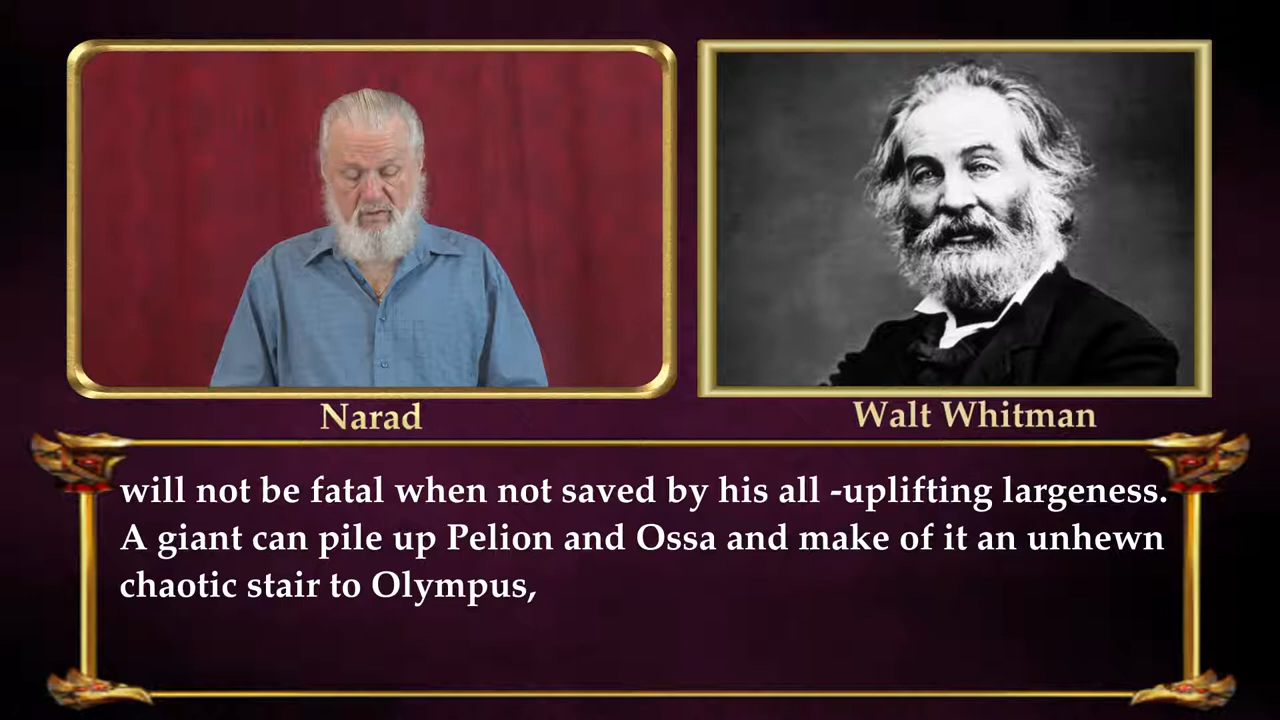 Narad
Walt Whitman
will not be fatal when not saved by his all -uplifting largeness.
A giant can pile up Pelion and Ossa and make of it an unhewn
chaotic stair to Olympus,